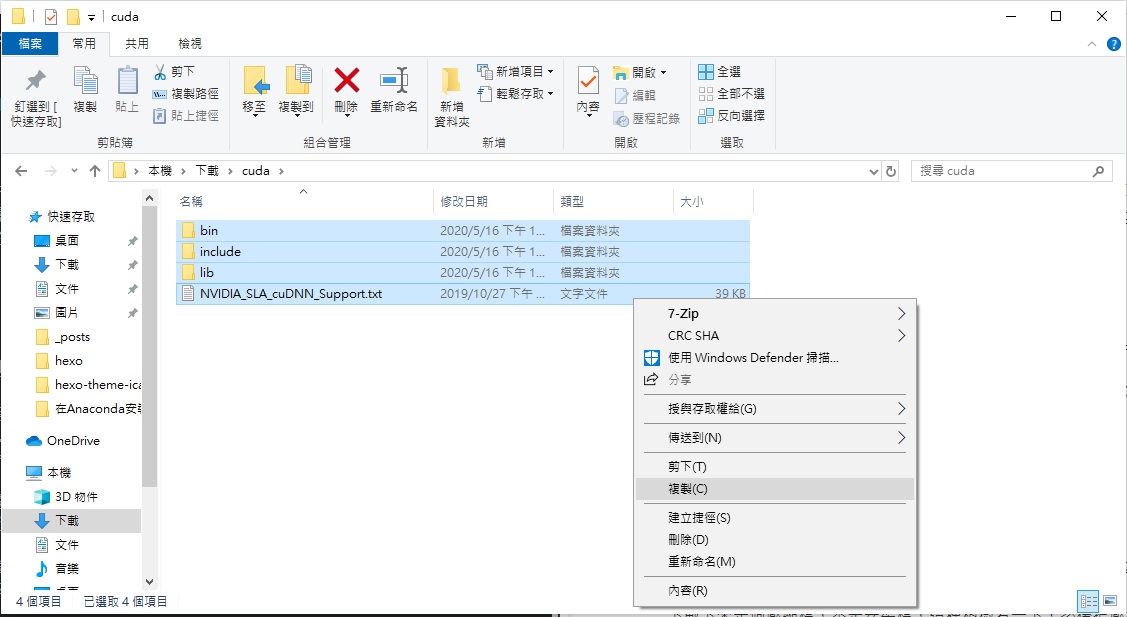 cuda
檔案 常用 共用 檢視
釘選到 [快速存取]
複製
貼上
剪下
複製路徑
貼上捷徑
剪貼簿
移至
複製到
刪除
重新命名
組合管理
新增資料夾
新增項目
輕鬆存取
新增
內容
開啟
編輯
歷程記錄
開啟
全選
全部不選
反向選擇
選取
本機 › 下載 › cuda ›
搜尋 cuda
快速存取
桌面
下載
文件
圖片
_posts
hexo
hexo-theme-ica
在Anaconda安
OneDrive
本機
3D 物件
下載
文件
音樂
名稱 修改日期 類型 大小
bin 2020/5/16 下午 1... 檔案資料夾
include 2020/5/16 下午 1... 檔案資料夾
lib 2020/5/16 下午 1... 檔案資料夾
NVIDIA_SLA_cuDNN_Support.txt 2019/10/27 下午 ... 文字文件 39 KB
7-Zip
CRC SHA
使用 Windows Defender 掃描...
分享
授與存取權給(G)
傳送到(N)
剪下(T)
複製(C)
建立捷徑(S)
刪除(D)
重新命名(M)
內容(R)
4 個項目 已選取 4 個項目